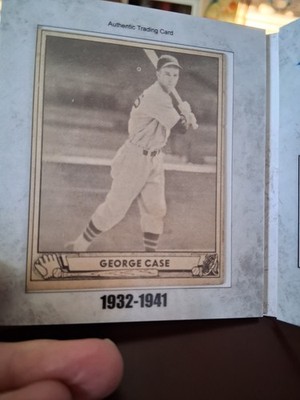 Authentic Trading Card
GEORGE CASE
1932-1941